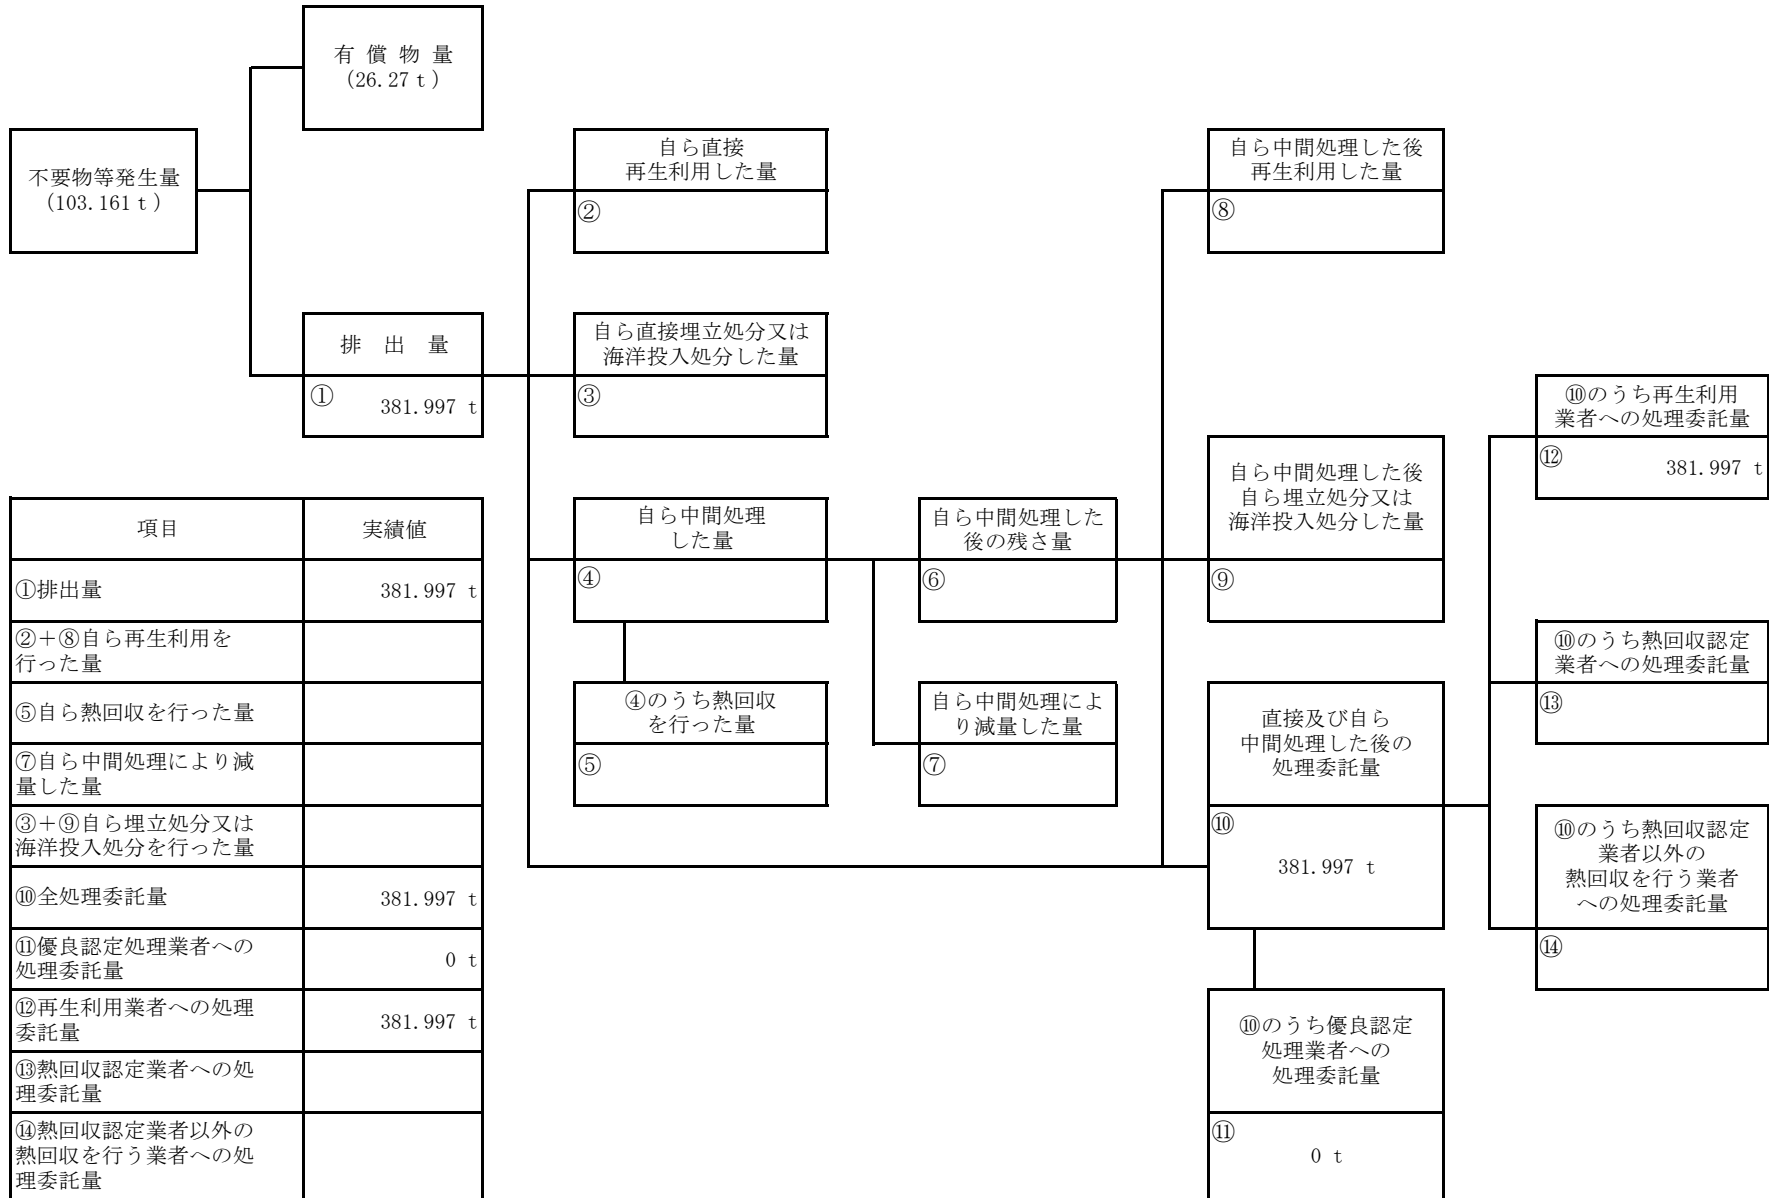 有 償 物 量
(26.27ｔ)
不要物等発生量
(103.161ｔ)
排　出　量
①
381.997 t
自ら直接
再生利用した量
②
自ら直接埋立処分又は
海洋投入処分した量
③
自ら中間処理
した量
④
④のうち熱回収
を行った量
⑤
自ら中間処理した
後の残さ量
⑥
自ら中間処理によ
り減量した量
⑦
自ら中間処理した後
再生利用した量
⑧
自ら中間処理した後
自ら埋立処分又は
海洋投入処分した量
⑨
直接及び自ら
中間処理した後の
処理委託量
⑩
381.997 t
⑩のうち優良認定
処理業者への
処理委託量
⑪
0 t
⑩のうち再生利用
業者への処理委託量
⑫
381.997 t
⑩のうち熱回収認定
業者への処理委託量
⑬
⑩のうち熱回収認定
業者以外の
熱回収を行う業者
への処理委託量
⑭
項目 実績値
①排出量 381.997 t
②＋⑧自ら再生利用を
行った量
⑤自ら熱回収を行った量
⑦自ら中間処理により減
量した量
③＋⑨自ら埋立処分又は
海洋投入処分を行った量
⑩全処理委託量 381.997 t
⑪優良認定処理業者への
処理委託量
0 t
⑫再生利用業者への処理
委託量
381.997 t
⑬熱回収認定業者への処
理委託量
⑭熱回収認定業者以外の
熱回収を行う業者への処
理委託量